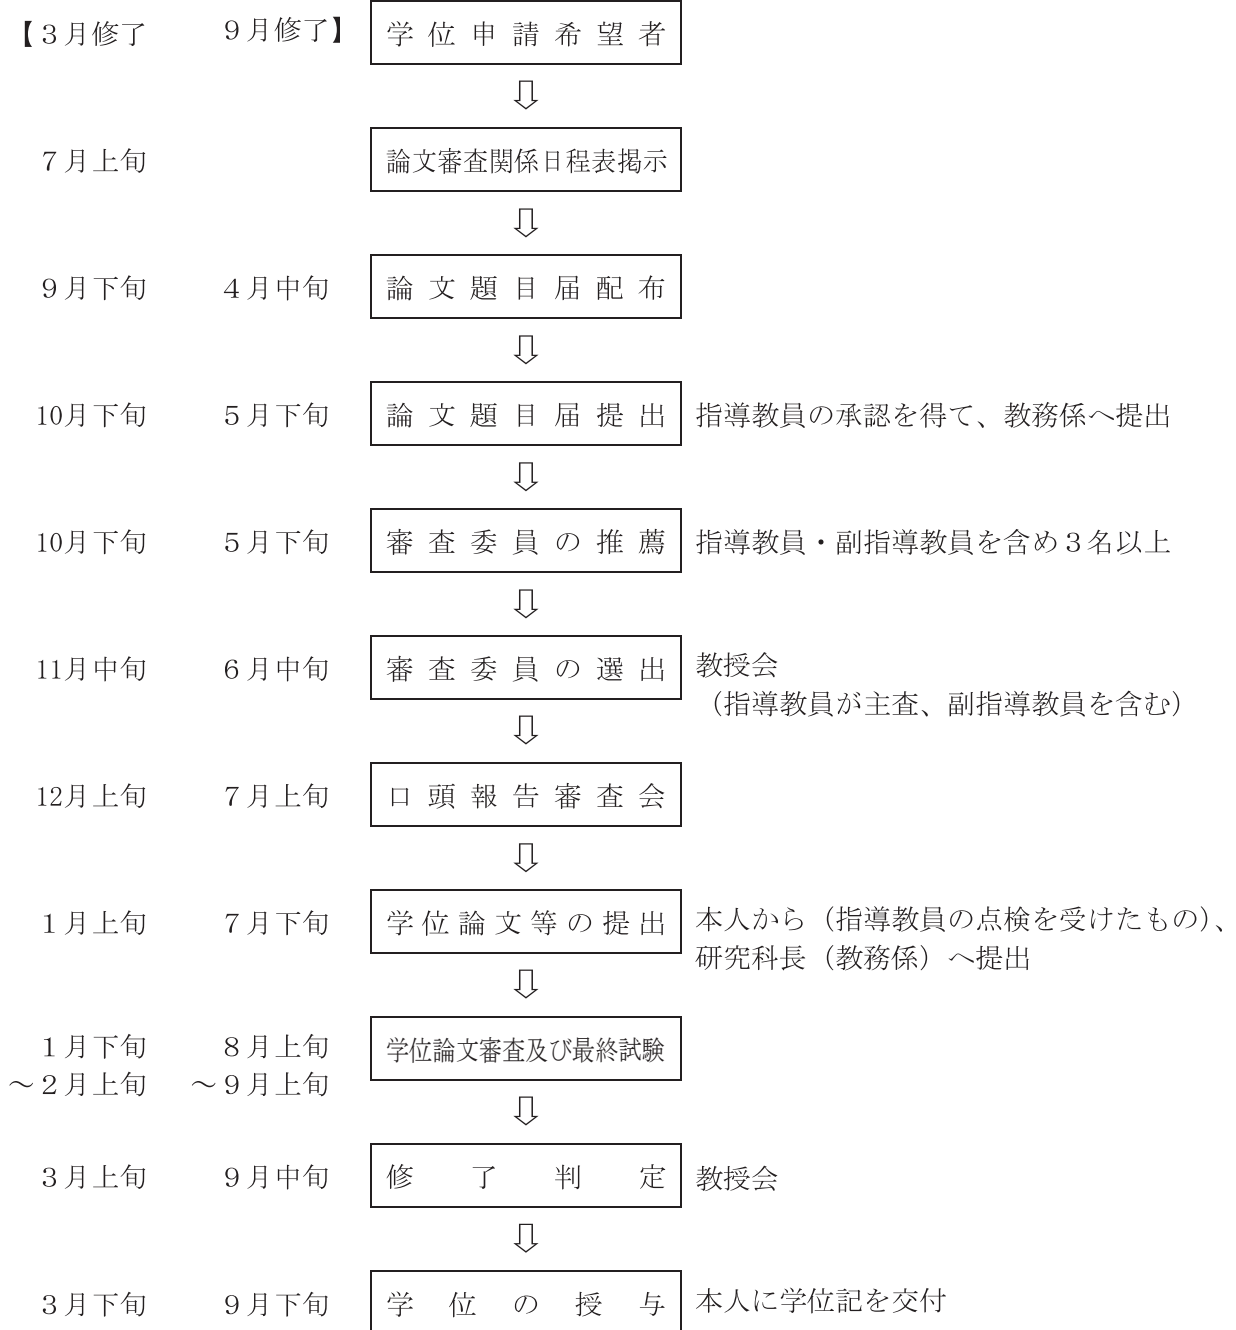 【３月修了　９月修了】　学位申請希望者
⇩
７月上旬　論文審査関係日程表掲示
⇩
９月下旬　４月中旬　論文題目届配布
⇩
10月下旬　５月下旬　論文題目届提出　指導教員の承認を得て、教務係へ提出
⇩
10月下旬　５月下旬　審査委員の推薦　指導教員・副指導教員を含め３名以上
⇩
11月中旬　６月中旬　審査委員の選出　教授会
（指導教員が主査、副指導教員を含む）
⇩
12月上旬　７月上旬　口頭報告審査会
⇩
１月上旬　７月下旬　学位論文等の提出　本人から（指導教員の点検を受けたもの）、
研究科長（教務係）へ提出
⇩
１月下旬　８月上旬　学位論文審査及び最終試験
～２月上旬　～９月上旬
⇩
３月上旬　９月中旬　修了判定　教授会
⇩
３月下旬　９月下旬　学位の授与　本人に学位記を交付